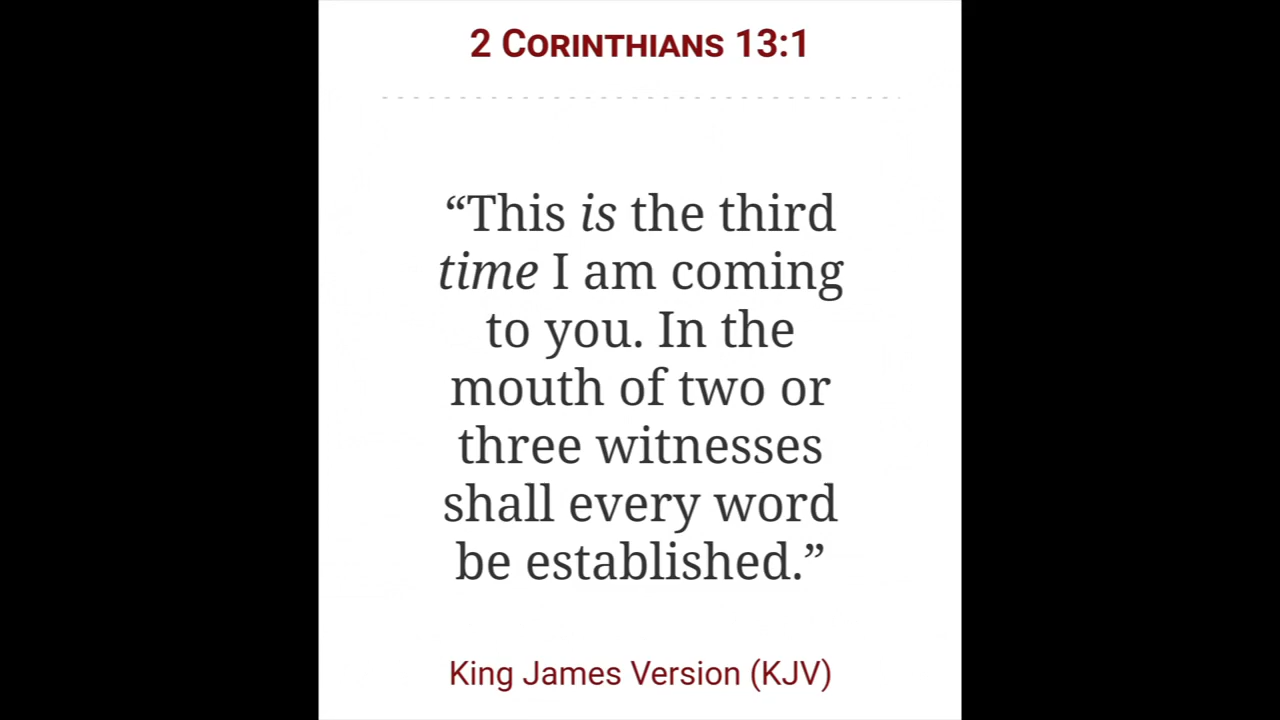 2 CORINTHIANS 13:1
“This is the third
time I am coming
to you. In the
mouth of two or
three witnesses
shall every word
be established.”
King James Version (KJV)